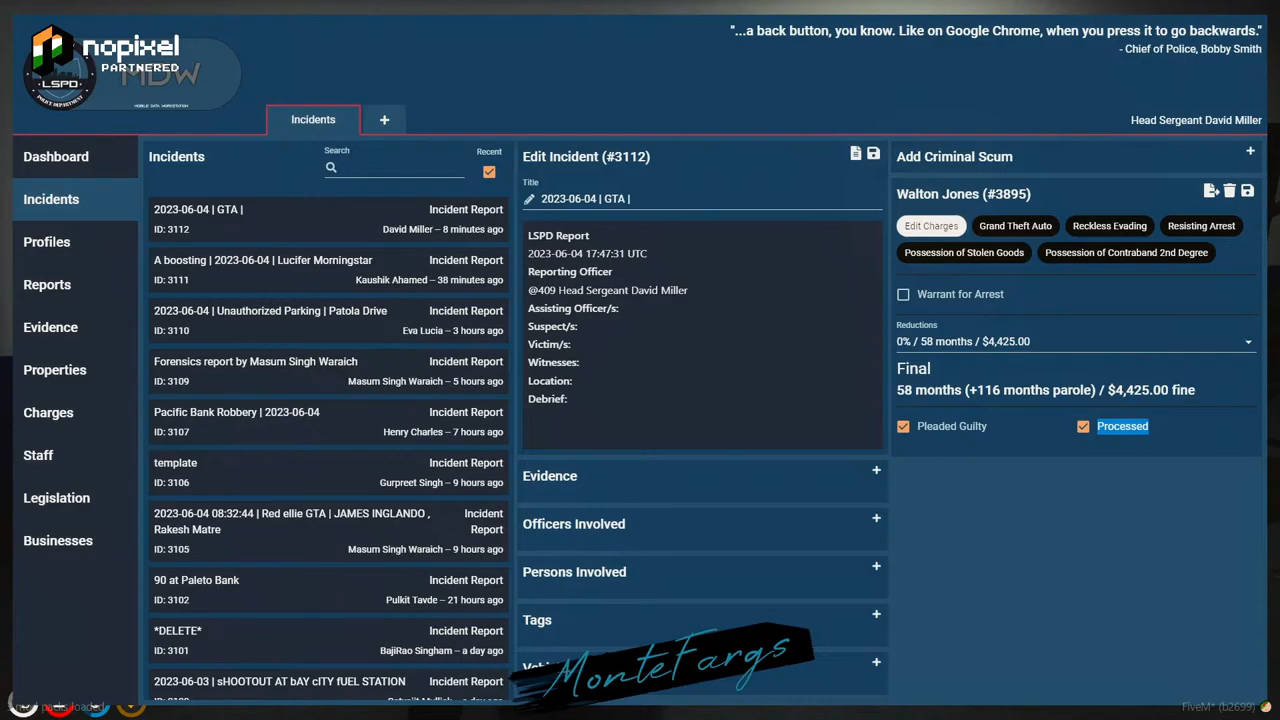 nopixel
PARTNERED
LSPD
MDW
MOBILE DATA WORKSTATION
"...a back button, you know. Like on Google Chrome, when you press it to go backwards."
- Chief of Police, Bobby Smith
Incidents
+
Head Sergeant David Miller
Dashboard
Incidents
Profiles
Reports
Evidence
Properties
Charges
Staff
Legislation
Businesses
Incidents
Search
Recent
2023-06-04 | GTA | Incident Report
ID: 3112 David Miller – 8 minutes ago
A boosting | 2023-06-04 | Lucifer Morningstar Incident Report
ID: 3111 Kaushik Ahamed – 38 minutes ago
2023-06-04 | Unauthorized Parking | Patola Drive Incident Report
ID: 3110 Eva Lucia – 3 hours ago
Forensics report by Masum Singh Waraich Incident Report
ID: 3109 Masum Singh Waraich – 5 hours ago
Pacific Bank Robbery | 2023-06-04 Incident Report
ID: 3107 Henry Charles – 7 hours ago
template Incident Report
ID: 3106 Gurpreet Singh – 9 hours ago
2023-06-04 08:32:44 | Red ellie GTA | JAMES INGLANDO , Incident
Rakesh Matre Report
ID: 3105 Masum Singh Waraich – 9 hours ago
90 at Paleto Bank Incident Report
ID: 3102 Pulkit Tavde – 21 hours ago
*DELETE* Incident Report
ID: 3101 BajiRao Singham – a day ago
2023-06-03 | sHOOTOUT AT bAY cITY fUEL STATION Incident Report
Edit Incident (#3112)
Title
2023-06-04 | GTA |
LSPD Report
2023-06-04 17:47:31 UTC
Reporting Officer
@409 Head Sergeant David Miller
Assisting Officer/s:
Suspect/s:
Victim/s:
Witnesses:
Location:
Debrief:
Evidence +
Officers Involved +
Persons Involved +
Tags +
+
MonteFargs
Add Criminal Scum +
Walton Jones (#3895)
Edit Charges Grand Theft Auto Reckless Evading Resisting Arrest
Possession of Stolen Goods Possession of Contraband 2nd Degree
Warrant for Arrest
Reductions
0% / 58 months / $4,425.00
Final
58 months (+116 months parole) / $4,425.00 fine
Pleaded Guilty Processed
packs loaded
FiveM* (b2699)